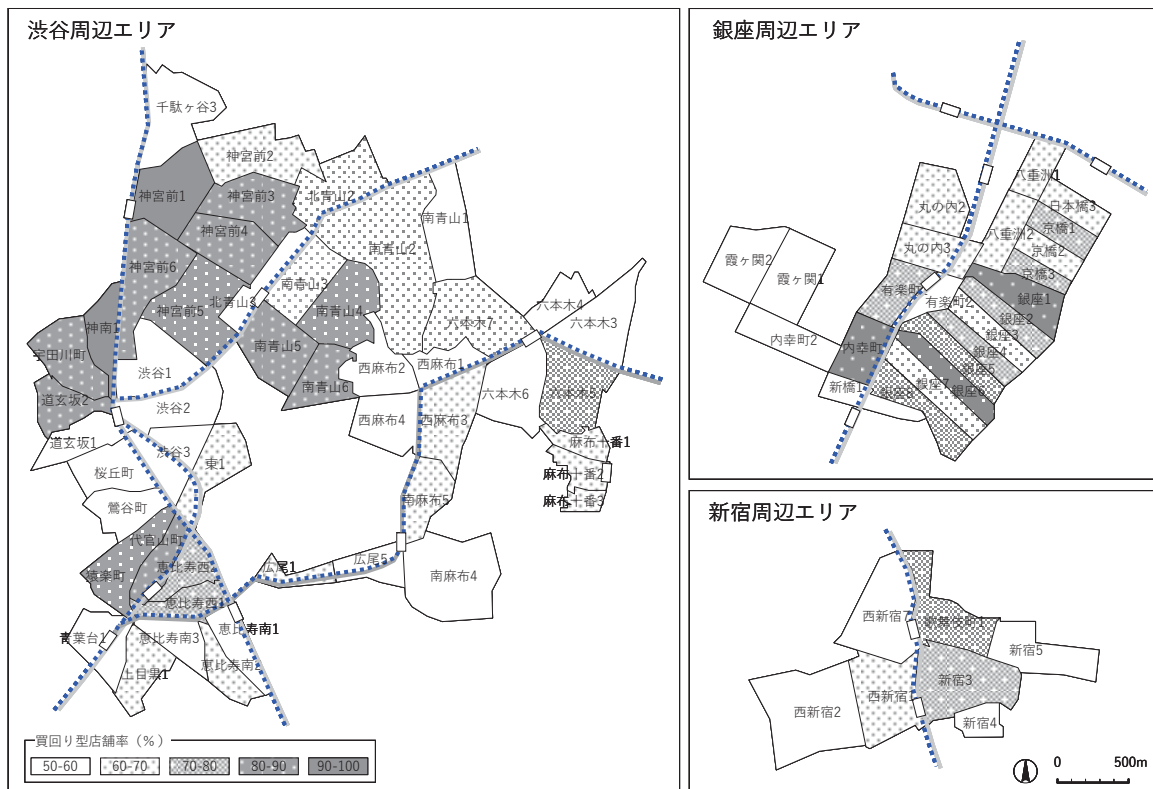 渋谷周辺エリア
千駄ヶ谷3
神宮前2
神宮前1
神宮前3
北青山2
神宮前4
南青山1
南青山2
神宮前6
南青山3
北青山3
神宮前5
南青山4
六本木4
六本木3
六本木7
神南1
宇田川町
南青山5
渋谷1
西麻布2
西麻布1
南青山6
道玄坂2
渋谷2
六本木6
六本木5
西麻布4
西麻布3
道玄坂1
渋谷3
東1
麻布十番1
桜丘町
麻布十番2
鶯谷町
南麻布5
麻布十番3
代官山町
恵比寿西2
猿楽町
広尾1
広尾5
南麻布4
恵比寿西1
青葉台1
恵比寿南3
恵比寿南1
上目黒1
恵比寿南2
買回り型店舗率（%）
50-60
60-70
70-80
80-90
90-100
銀座周辺エリア
八重洲1
丸の内2
日本橋3
八重洲2
京橋1
丸の内3
京橋2
霞ヶ関2
霞ヶ関1
京橋3
有楽町1
有楽町2
銀座1
銀座2
内幸町2
内幸町1
銀座3
銀座4
銀座5
新橋1
銀座7
銀座6
銀座8
新宿周辺エリア
西新宿7
歌舞伎町1
新宿5
新宿3
西新宿1
西新宿2
新宿4
0 500m